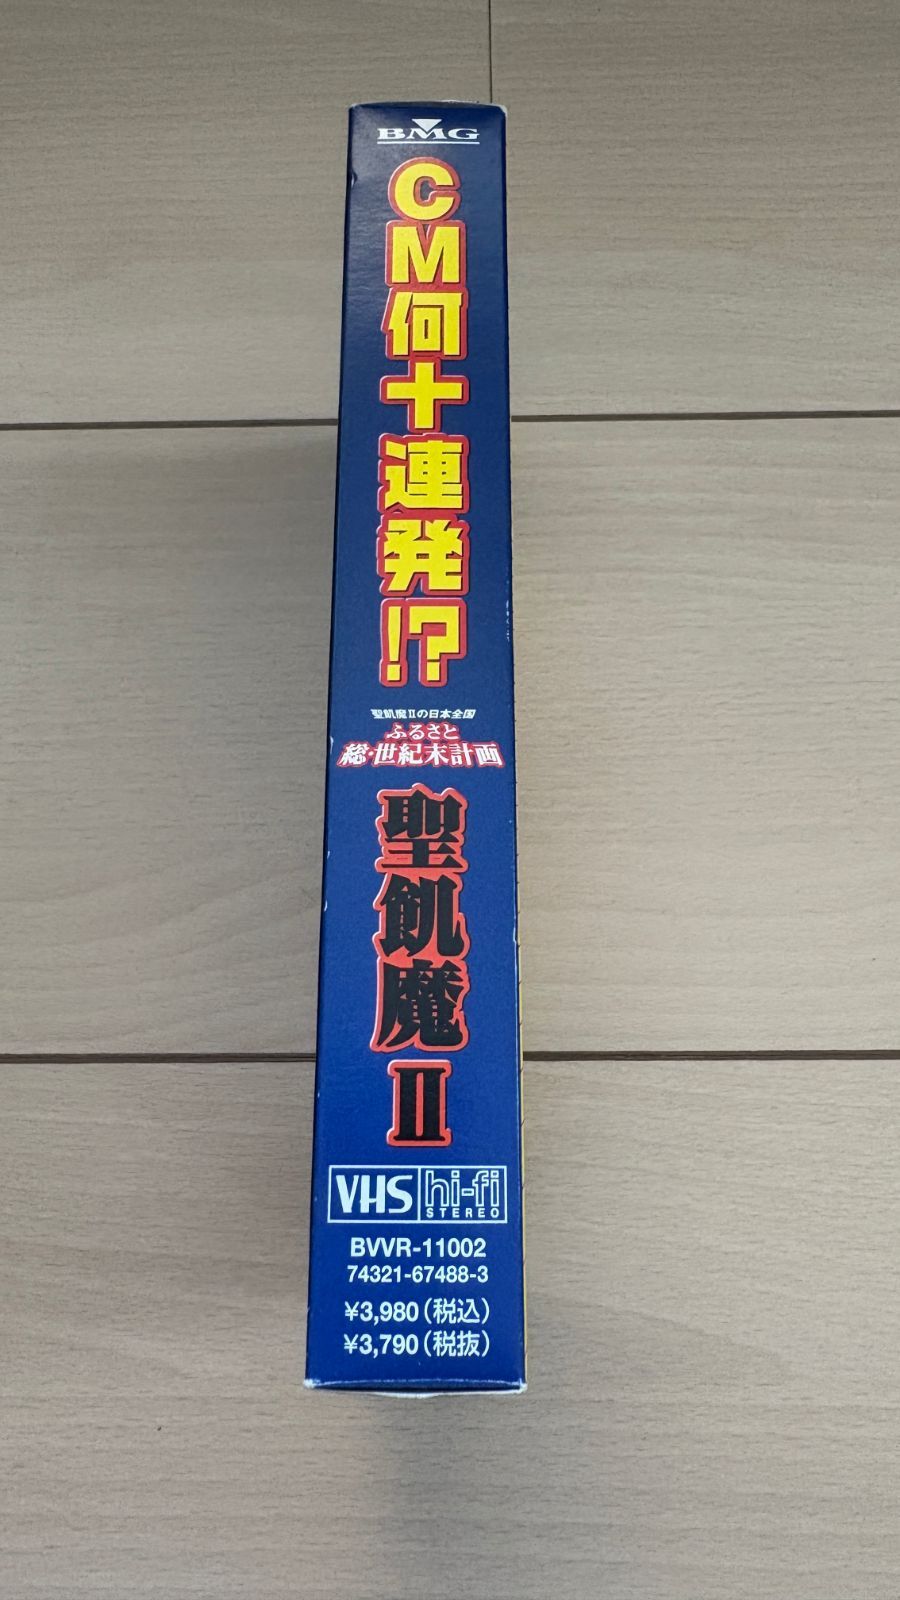 BMG
CM何十連発!?
聖飢魔IIの日本全国
ふるさと
総・世紀末計画
聖飢魔II
VHS hi-fi
STEREO
BVVR-11002
74321-67488-3
¥3,980（税込）
¥3,790（税抜）